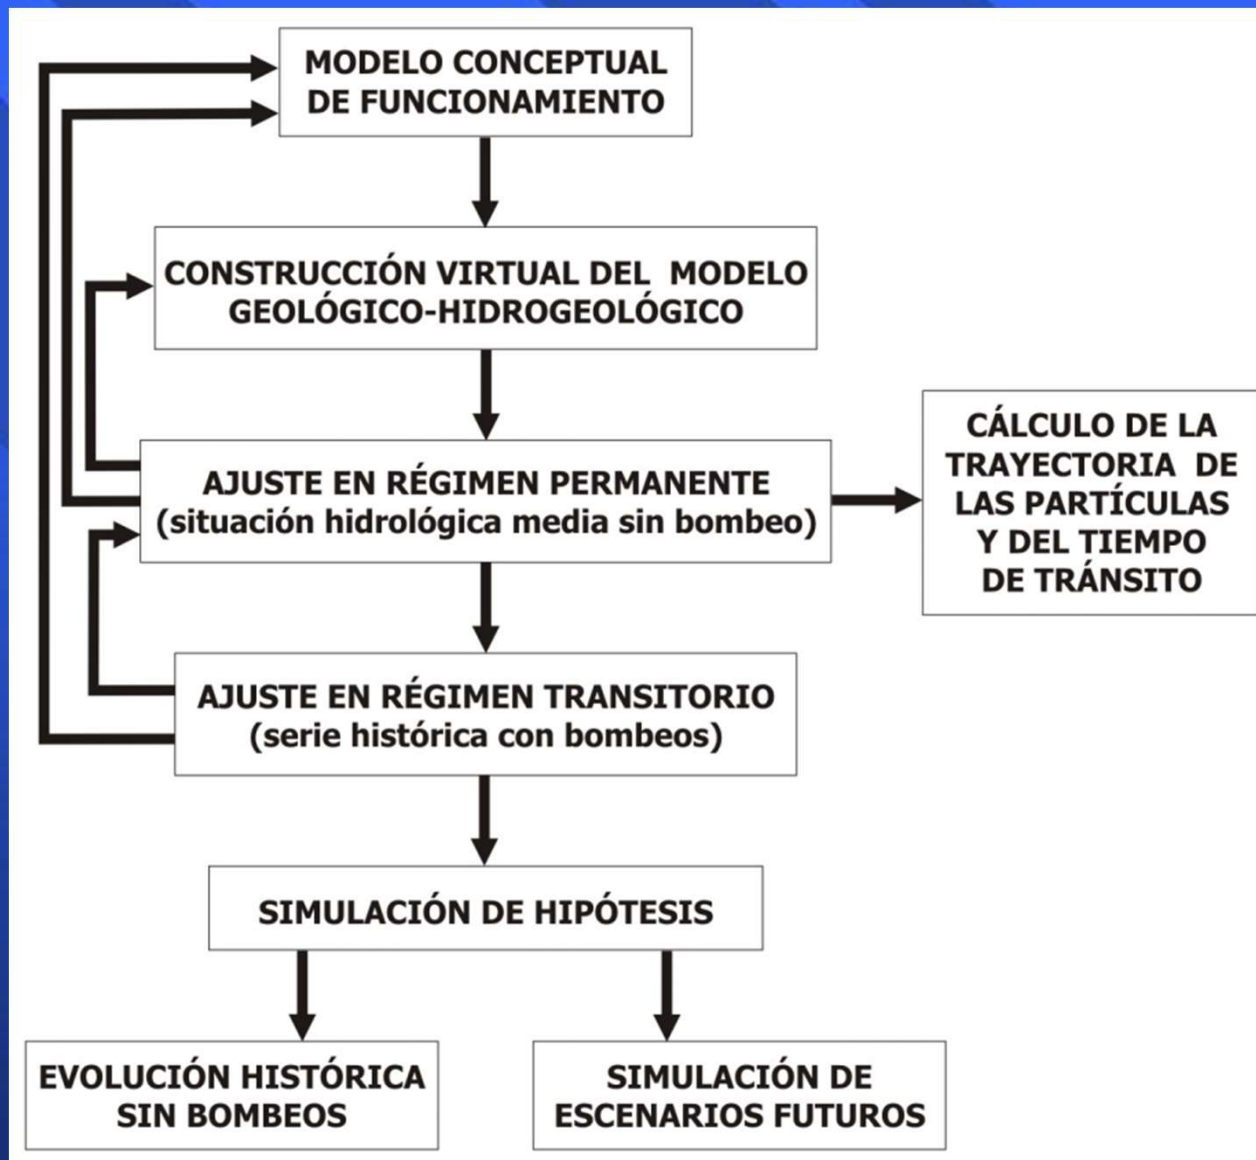 MODELO CONCEPTUAL
DE FUNCIONAMIENTO
CONSTRUCCIÓN VIRTUAL DEL MODELO
GEOLÓGICO-HIDROGEOLÓGICO
AJUSTE EN RÉGIMEN PERMANENTE
(situación hidrológica media sin bombeo)
CÁLCULO DE LA
TRAYECTORIA DE
LAS PARTÍCULAS
Y DEL TIEMPO
DE TRÁNSITO
AJUSTE EN RÉGIMEN TRANSITORIO
(serie histórica con bombeos)
SIMULACIÓN DE HIPÓTESIS
EVOLUCIÓN HISTÓRICA
SIN BOMBEOS
SIMULACIÓN DE
ESCENARIOS FUTUROS